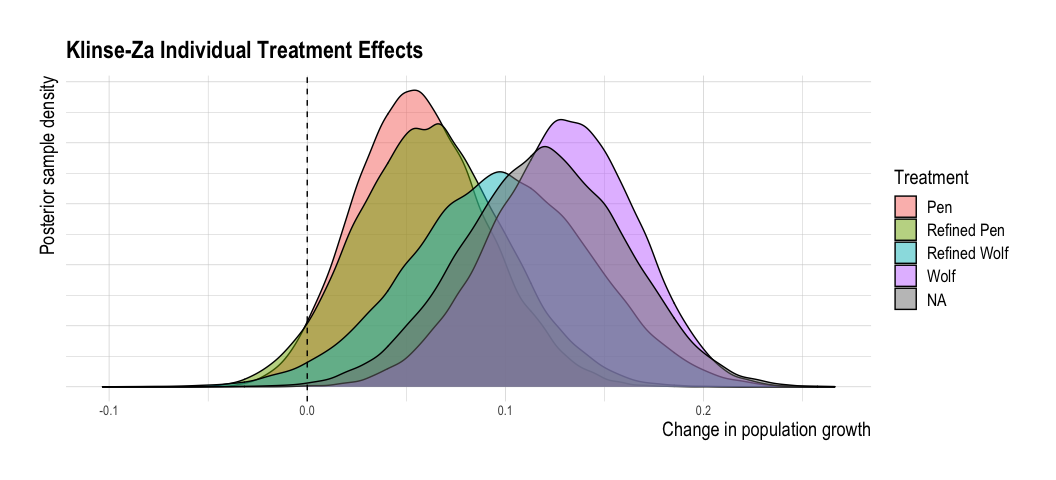 Klinse-Za Individual Treatment Effects
Posterior sample density
-0.1
0.0
0.1
0.2
Change in population growth
Treatment
Pen
Refined Pen
Refined Wolf
Wolf
NA